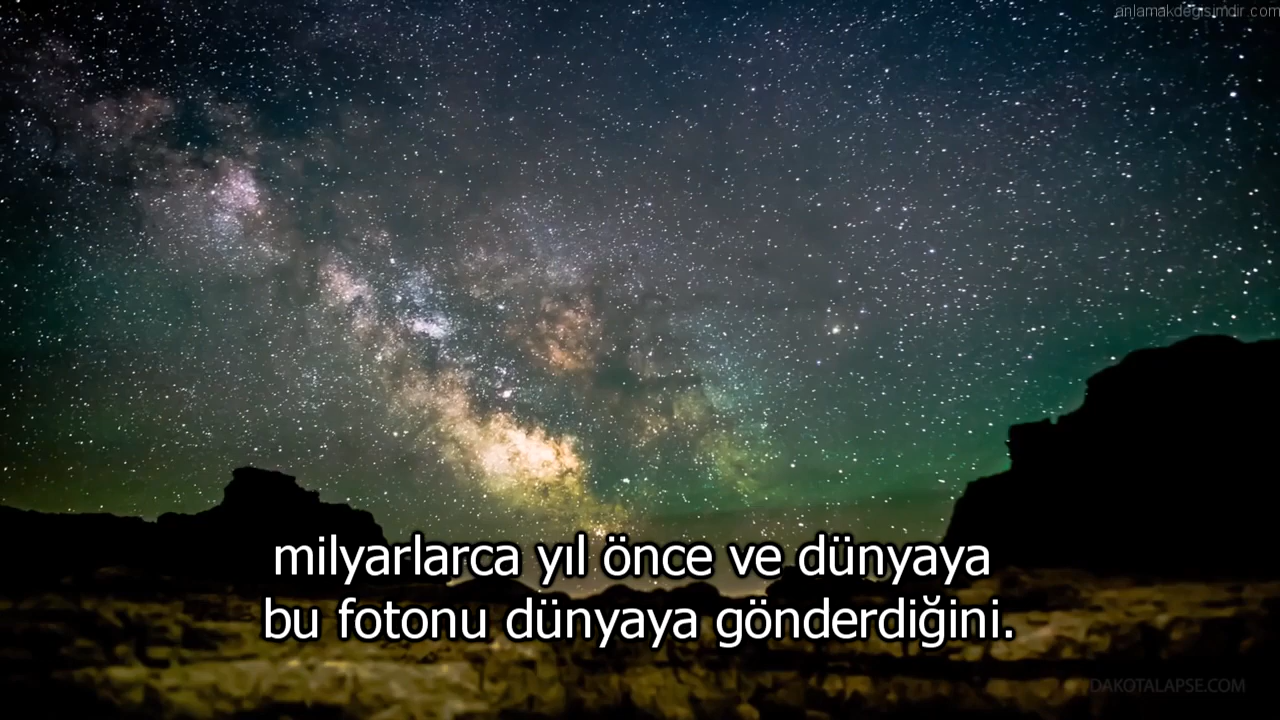 anlamakdegisimdir.com
milyarlarca yıl önce ve dünyaya
bu fotonu dünyaya gönderdiğini.
DAKOTALAPSE.COM